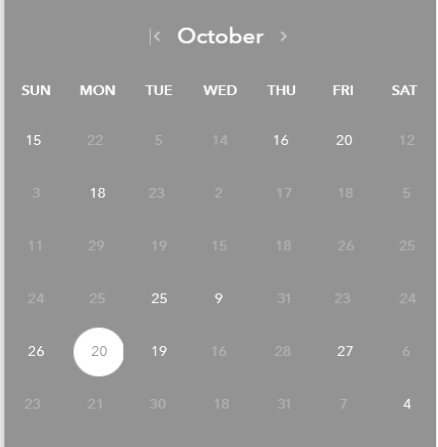 |< October >
SUN MON TUE WED THU FRI SAT
15 22 5 14 16 20 12
3 18 23 2 17 18 5
11 29 19 15 18 26 25
24 25 25 9 31 23 24
26 20 19 16 28 27 6
23 21 30 18 31 7 4